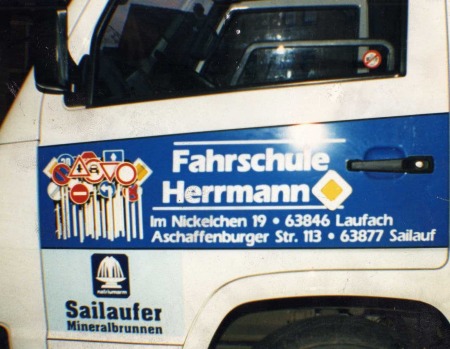 Fahrschule
Herrmann
Im Nickelchen 19 • 63846 Laufach
Aschaffenburger Str. 113 • 63877 Sailauf
Sailaufer
Mineralbrunnen